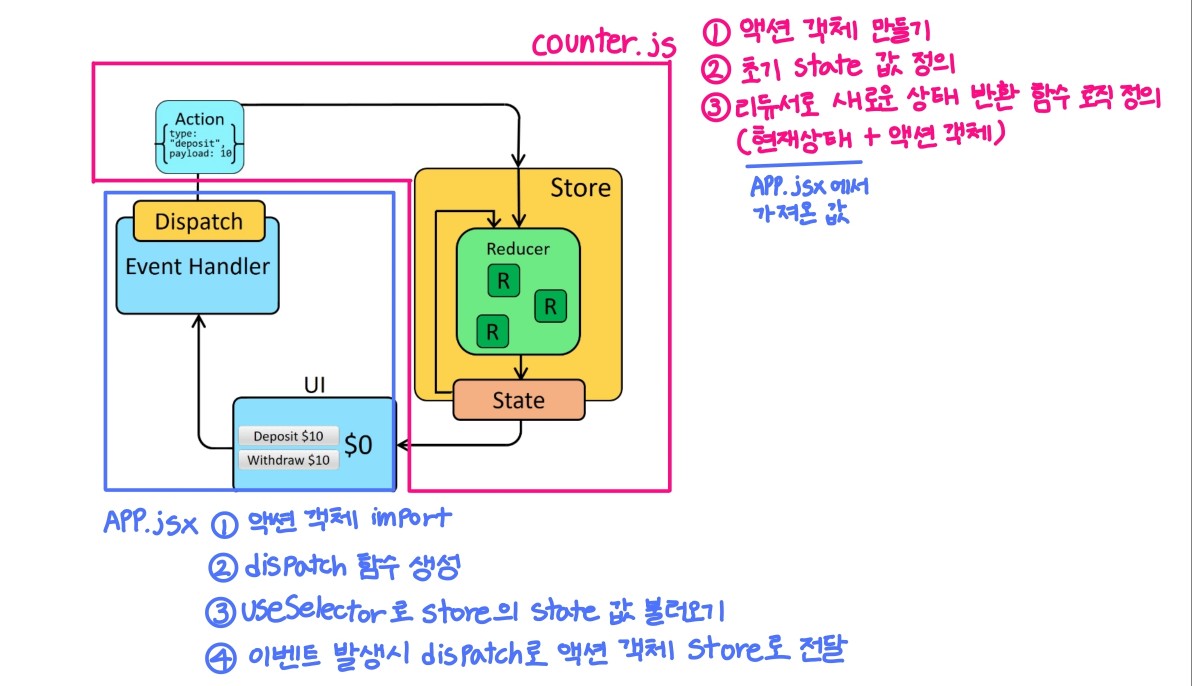 counter.js
① 액션 객체 만들기
② 초기 state 값 정의
③ 리듀서로 새로운 상태 반환 함수 로직 정의
(현재상태 + 액션 객체)
APP.jsx에서
가져온 값
Action
type:
"deposit",
payload: 10
Dispatch
Event Handler
Store
Reducer
R
R
R
State
UI
Deposit $10
Withdraw $10
$0
APP.jsx ① 액션 객체 import
② dispatch 함수 생성
③ useSelector로 store의 state 값 불러오기
④ 이벤트 발생시 dispatch로 액션 객체 Store로 전달